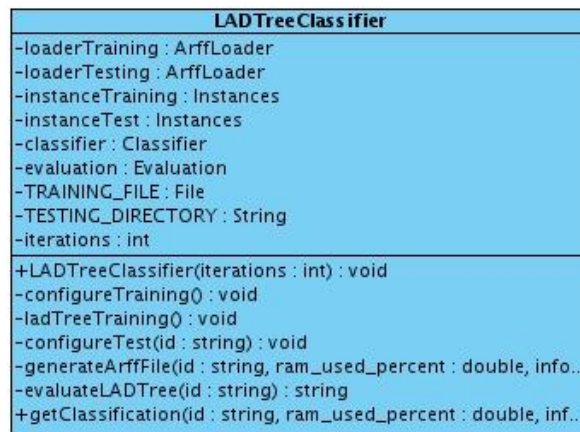 LADTreeClassifier
-loaderTraining : ArffLoader
-loaderTesting : ArffLoader
-instanceTraining : Instances
-instanceTest : Instances
-classifier : Classifier
-evaluation : Evaluation
-TRAINING_FILE : File
-TESTING_DIRECTORY : String
-iterations : int
+LADTreeClassifier(iterations : int) : void
-configureTraining() : void
-ladTreeTraining() : void
-configureTest(id : string) : void
-generateArffFile(id : string, ram_used_percent : double, info..
-evaluateLADTree(id : string) : string
+getClassification(id : string, ram_used_percent : double, inf..